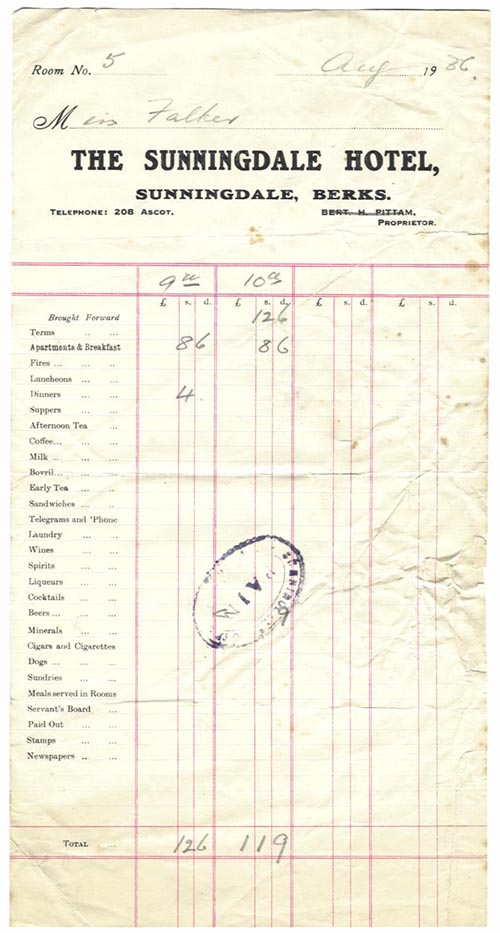 Room No. 5 Aug 1936.
Miss Falker
THE SUNNINGDALE HOTEL,
SUNNINGDALE, BERKS.
TELEPHONE: 208 ASCOT. BERT. H. PITTAM,
PROPRIETOR.
9th 10th
£ s. d. £ s. d. £ s. d. £ s. d.
Brought Forward 126
Terms .. ...
Apartments & Breakfast 86 86
Fires ... ... ..
Luncheons ... ...
Dinners ... ... 4
Suppers ... ...
Afternoon Tea ...
Coffee... ... ...
Milk .. ... ...
Bovril... ... ...
Early Tea ... ...
Sandwiches ... ..
Telegrams and 'Phone
Laundry ... ...
Wines ... ...
Spirits ... ...
Liqueurs ... ...
Cocktails ... ...
Beers ... ... ... 9
Minerals ... ...
Cigars and Cigarettes
Dogs ... ... ...
Sundries ... ...
Meals served in Rooms
Servant's Board ...
Paid Out ... ...
Stamps ... ...
Newspapers .. ...
TOTAL ... 126 119